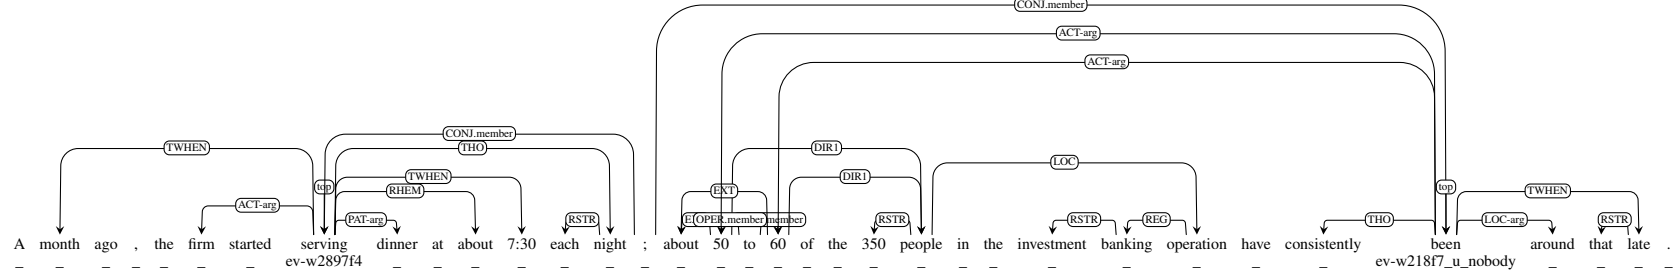 CONJ.member
ACT-arg
ACT-arg
CONJ.member
TWHEN THO DIR1
LOC
TWHEN DIR1
top top
RHEM EXT TWHEN
ACT-arg
PAT-arg RSTR OPER.member member RSTR RSTR REG THO LOC-arg RSTR
A month ago , the firm started serving dinner at about 7:30 each night ; about 50 to 60 of the 350 people in the investment banking operation have consistently been around that late .
_ _ _ _ _ _ _ ev-w2897f4 _ _ _ _ _ _ _ _ _ _ _ _ _ _ _ _ _ _ _ _ _ _ _ ev-w218f7_u_nobody _ _ _ _